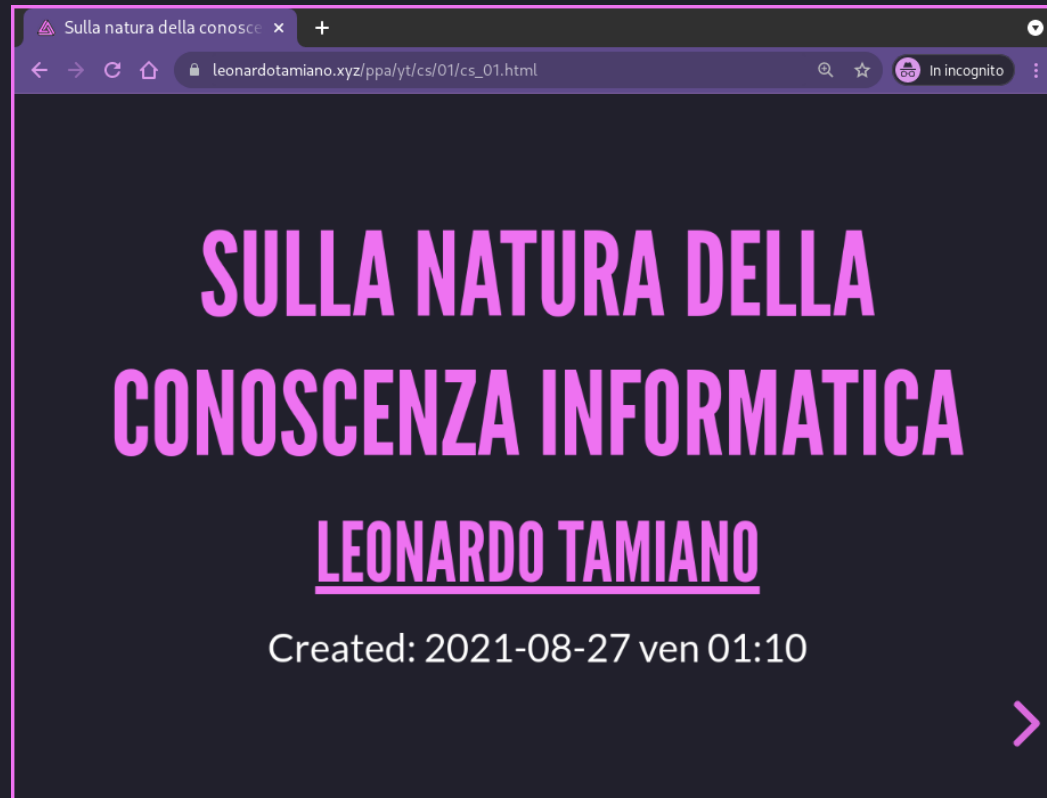 Sulla natura della conosce
leonardotamiano.xyz/ppa/yt/cs/01/cs_01.html
In incognito
SULLA NATURA DELLA
CONOSCENZA INFORMATICA
LEONARDO TAMIANO
Created: 2021-08-27 ven 01:10